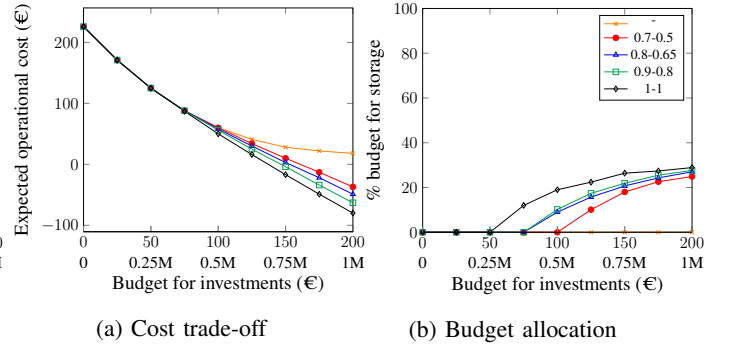 Expected operational cost (€)
200
100
0
−100
0 50 100 150 200
0 0.25M 0.5M 0.75M 1M
Budget for investments (€)
(a) Cost trade-off
% budget for storage
100
80
60
40
20
0
-
0.7-0.5
0.8-0.65
0.9-0.8
1-1
0 50 100 150 200
0 0.25M 0.5M 0.75M 1M
Budget for investments (€)
(b) Budget allocation